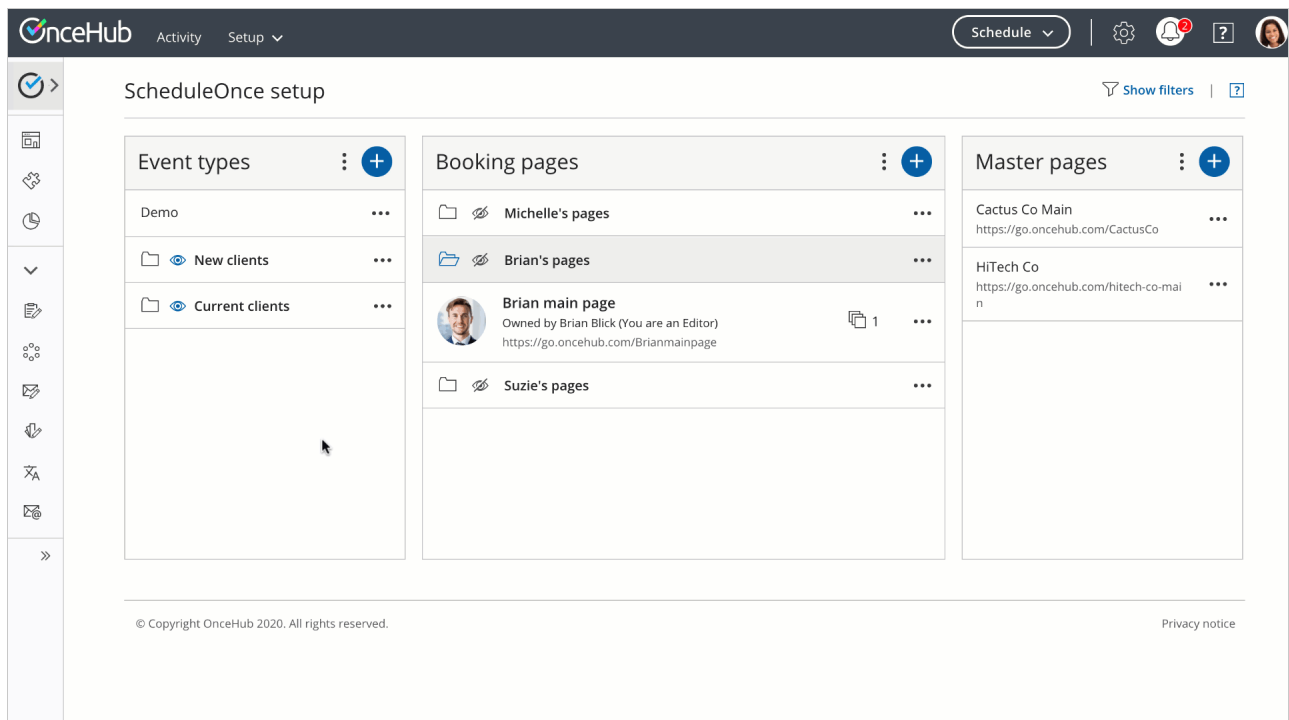 OnceHub
Activity
Setup
Schedule
2
?
ScheduleOnce setup
Show filters
|
?
Event types
Demo
New clients
Current clients
Booking pages
Michelle's pages
Brian's pages
Brian main page
Owned by Brian Blick (You are an Editor)
https://go.oncehub.com/Brianmainpage
1
Suzie's pages
Master pages
Cactus Co Main
https://go.oncehub.com/CactusCo
HiTech Co
https://go.oncehub.com/hitech-co-mai
n
© Copyright OnceHub 2020. All rights reserved.
Privacy notice